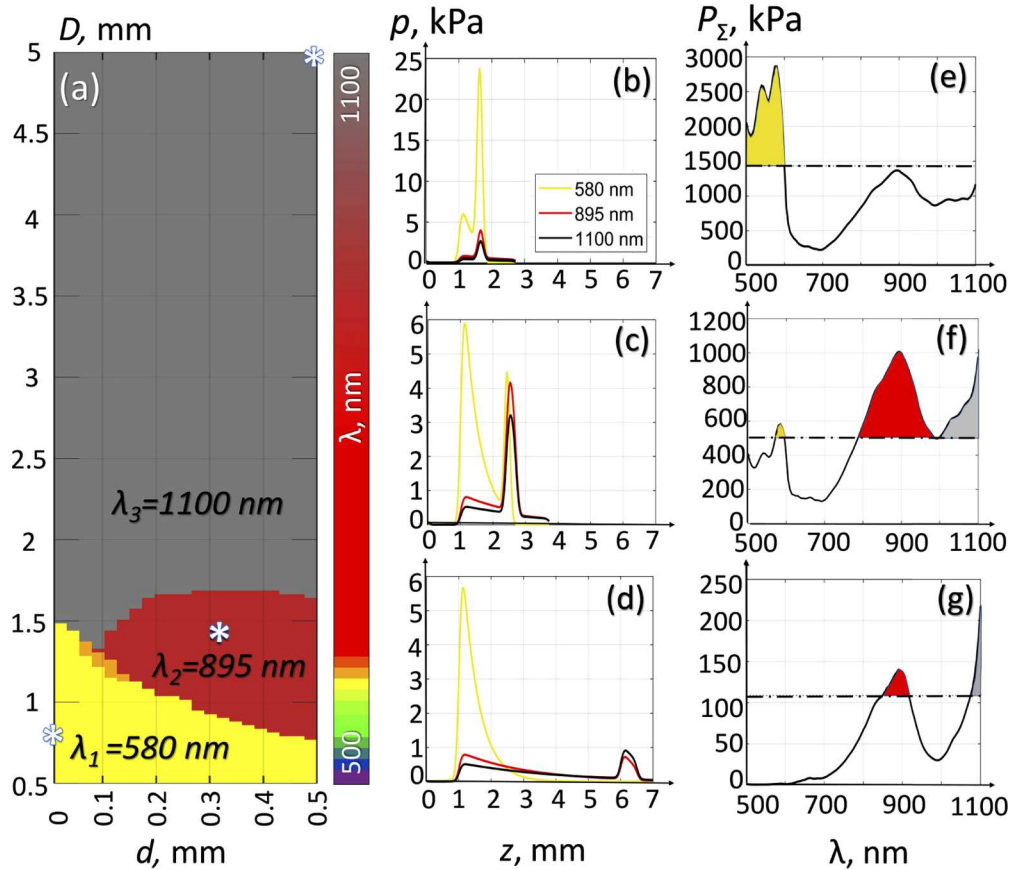 D, mm
(a)
5
4.5
4
3.5
3
2.5
2
1.5
1
0.5
λ₃=1100 nm
λ₂=895 nm
λ₁=580 nm
0
0.1
0.2
0.3
0.4
0.5
d, mm
1100
λ, nm
500
p, kPa
(b)
25
20
15
10
5
0
580 nm
895 nm
1100 nm
0 1 2 3 4 5 6 7
(c)
6
5
4
3
2
1
0
0 1 2 3 4 5 6 7
(d)
6
5
4
3
2
1
0
0 1 2 3 4 5 6 7
z, mm
P_Σ, kPa
(e)
3000
2500
2000
1500
1000
500
0
500 700 900 1100
(f)
1200
1000
800
600
400
200
0
500 700 900 1100
(g)
250
200
150
100
50
0
500 700 900 1100
λ, nm